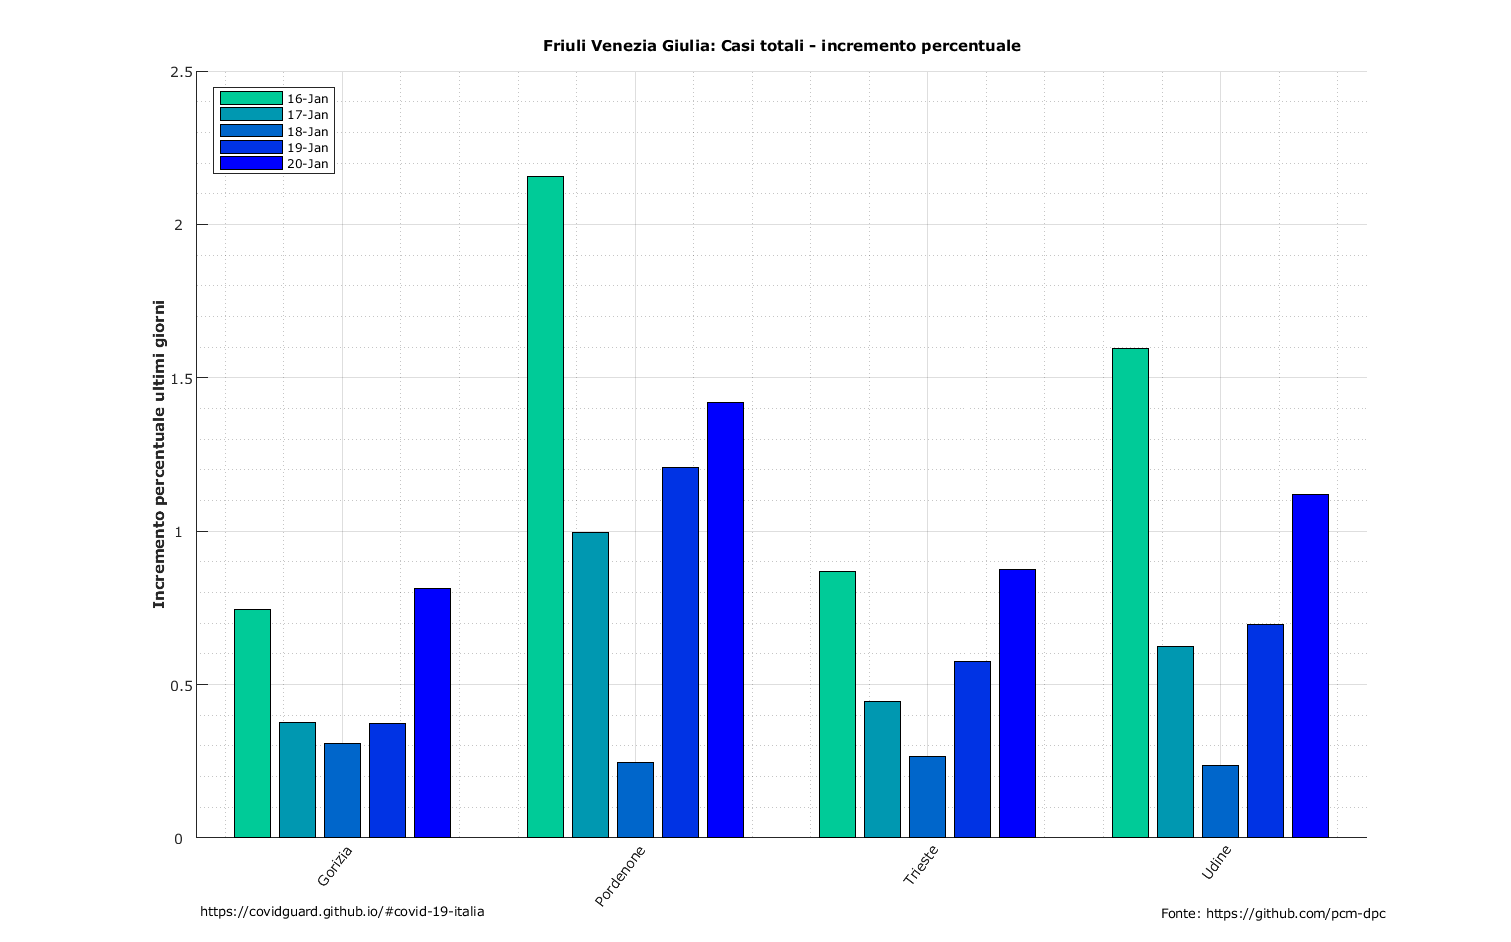 Friuli Venezia Giulia: Casi totali - incremento percentuale
2.5
2
1.5
1
0.5
0
Incremento percentuale ultimi giorni
16-Jan
17-Jan
18-Jan
19-Jan
20-Jan
Gorizia
Pordenone
Trieste
Udine
https://covidguard.github.io/#covid-19-italia
Fonte: https://github.com/pcm-dpc